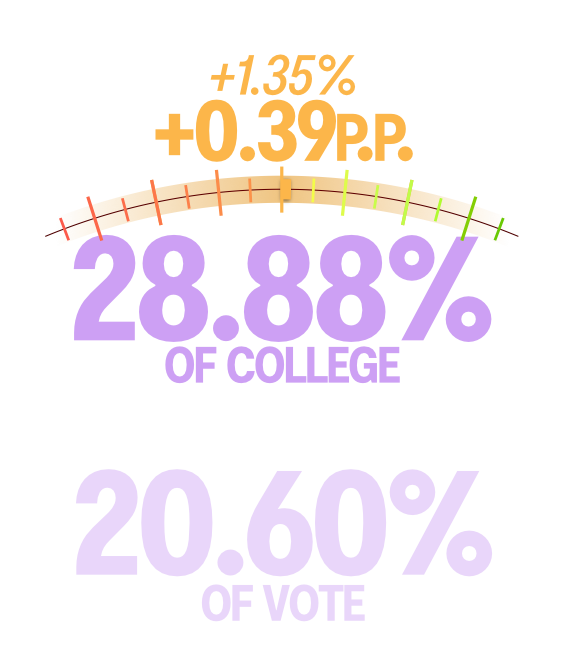 +1.35%
+0.39P.P.
28.88%
OF COLLEGE
20.60%
OF VOTE